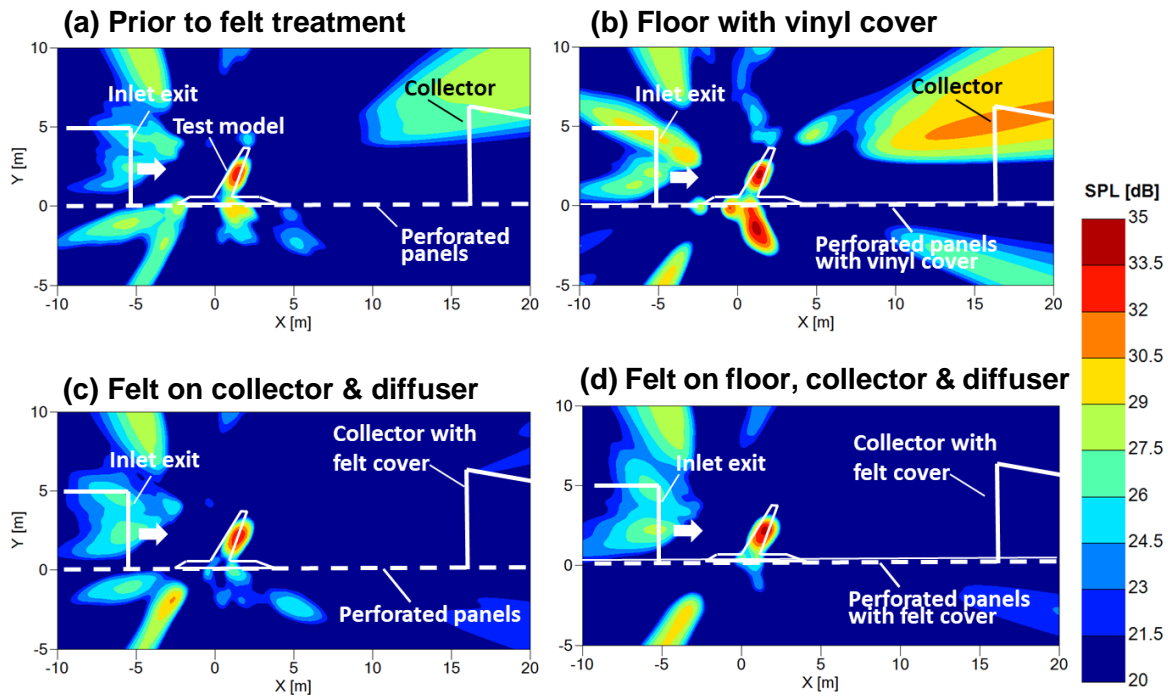 (a) Prior to felt treatment
10
5
0
-5
Y [m]
Inlet exit
Test model
Collector
Perforated
panels
-10
-5
0
5
10
15
20
X [m]
(b) Floor with vinyl cover
10
5
0
-5
Inlet exit
Collector
Perforated panels
with vinyl cover
-10
-5
0
5
10
15
20
X [m]
(c) Felt on collector & diffuser
10
5
0
-5
Y [m]
Inlet exit
Collector with
felt cover
Perforated panels
-10
-5
0
5
10
15
20
X [m]
(d) Felt on floor, collector & diffuser
10
5
0
-5
Inlet exit
Collector with
felt cover
Perforated panels
with felt cover
-10
-5
0
5
10
15
20
X [m]
SPL [dB]
35
33.5
32
30.5
29
27.5
26
24.5
23
21.5
20